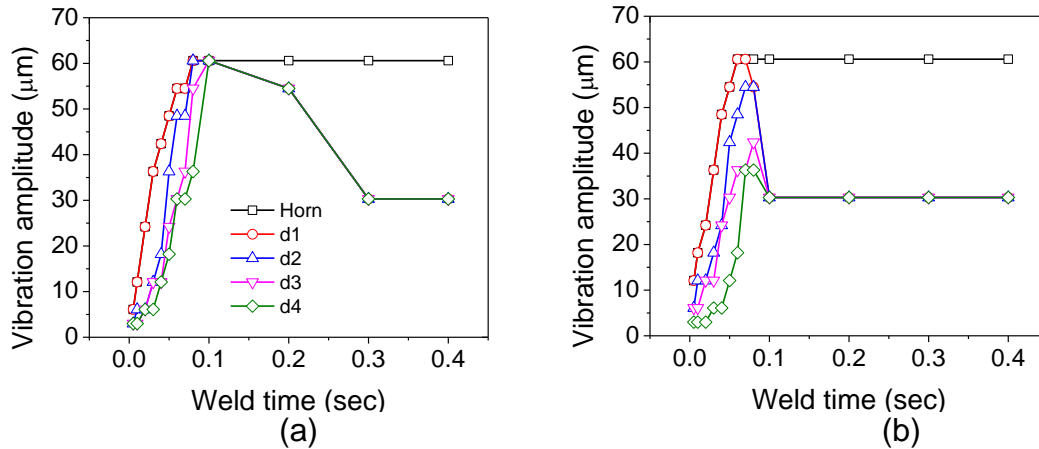 70
60
50
40
30
20
10
0
Vibration amplitude (μm)
Horn
d1
d2
d3
d4
0.0 0.1 0.2 0.3 0.4
Weld time (sec)
(a)
70
60
50
40
30
20
10
0
Vibration amplitude (μm)
0.0 0.1 0.2 0.3 0.4
Weld time (sec)
(b)